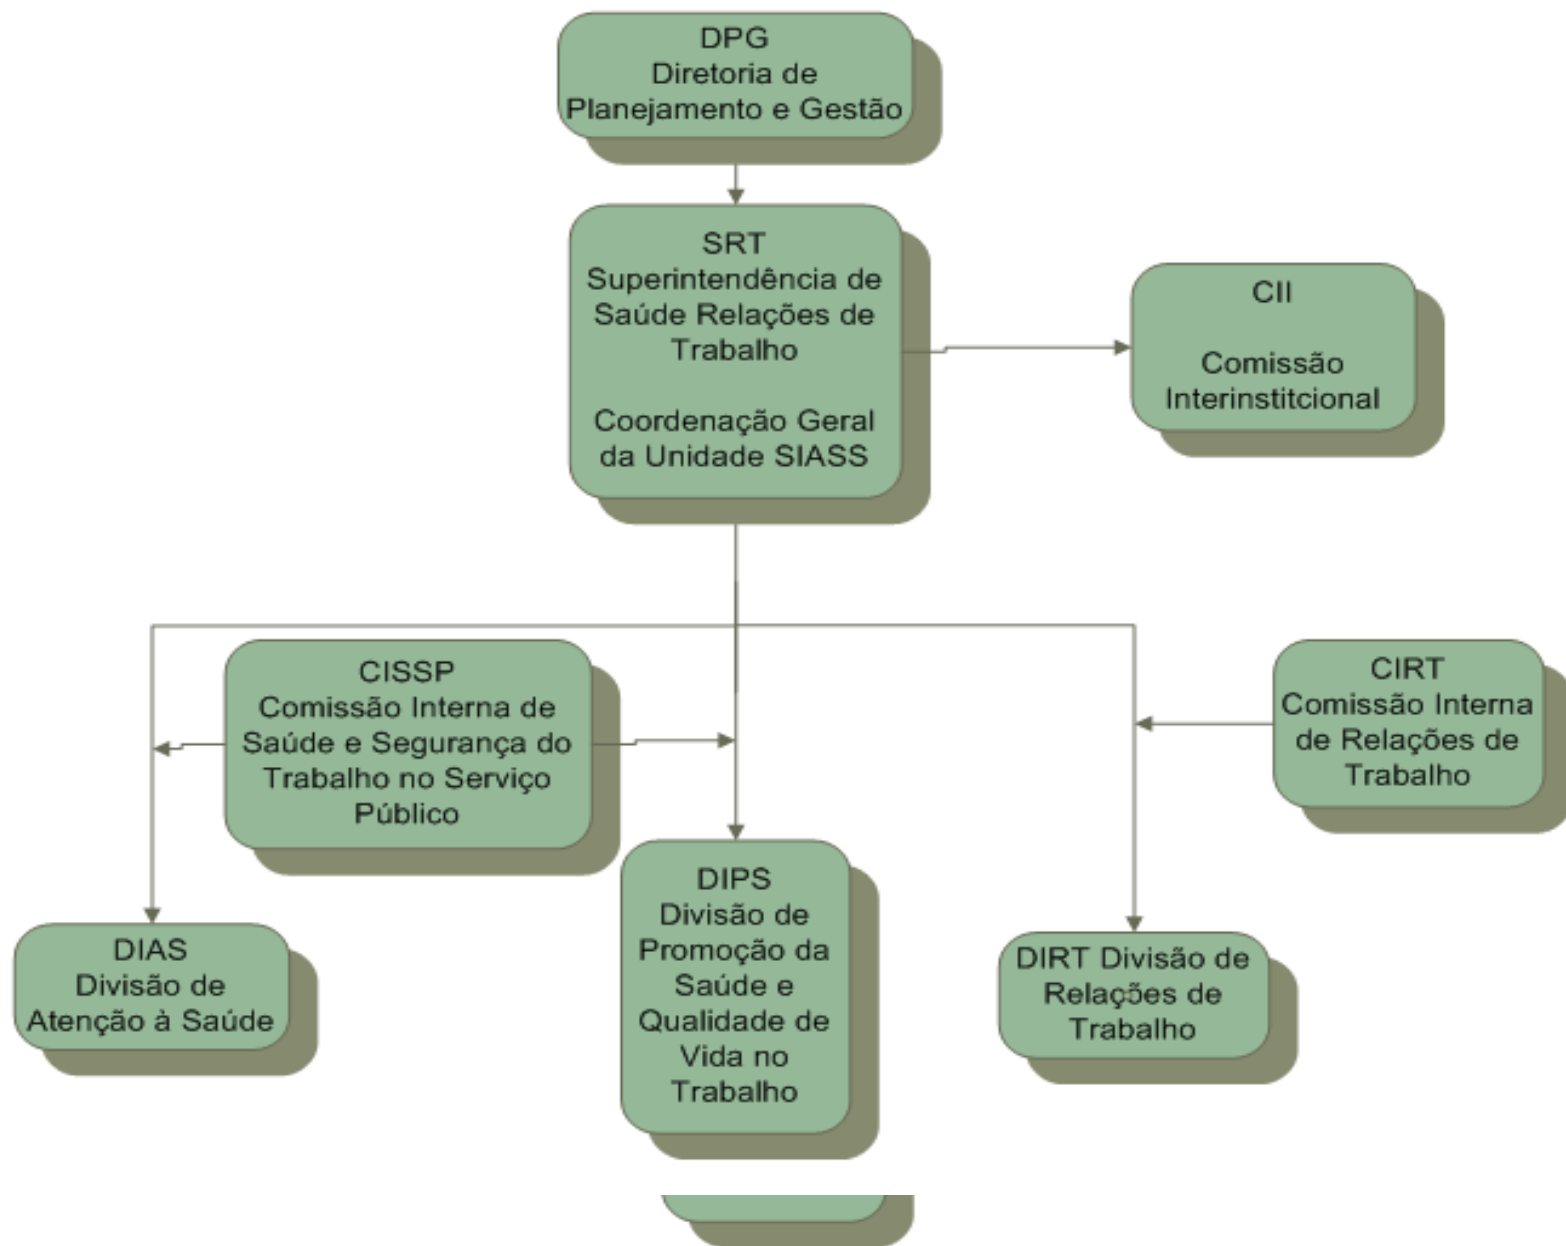 DPG
Diretoria de
Planejamento e Gestão
SRT
Superintendência de
Saúde Relações de
Trabalho
Coordenação Geral
da Unidade SIASS
CII
Comissão
Interinstitcional
CISSP
Comissão Interna de
Saúde e Segurança do
Trabalho no Serviço
Público
CIRT
Comissão Interna
de Relações de
Trabalho
DIAS
Divisão de
Atenção à Saúde
DIPS
Divisão de
Promoção da
Saúde e
Qualidade de
Vida no
Trabalho
DIRT Divisão de
Relações de
Trabalho